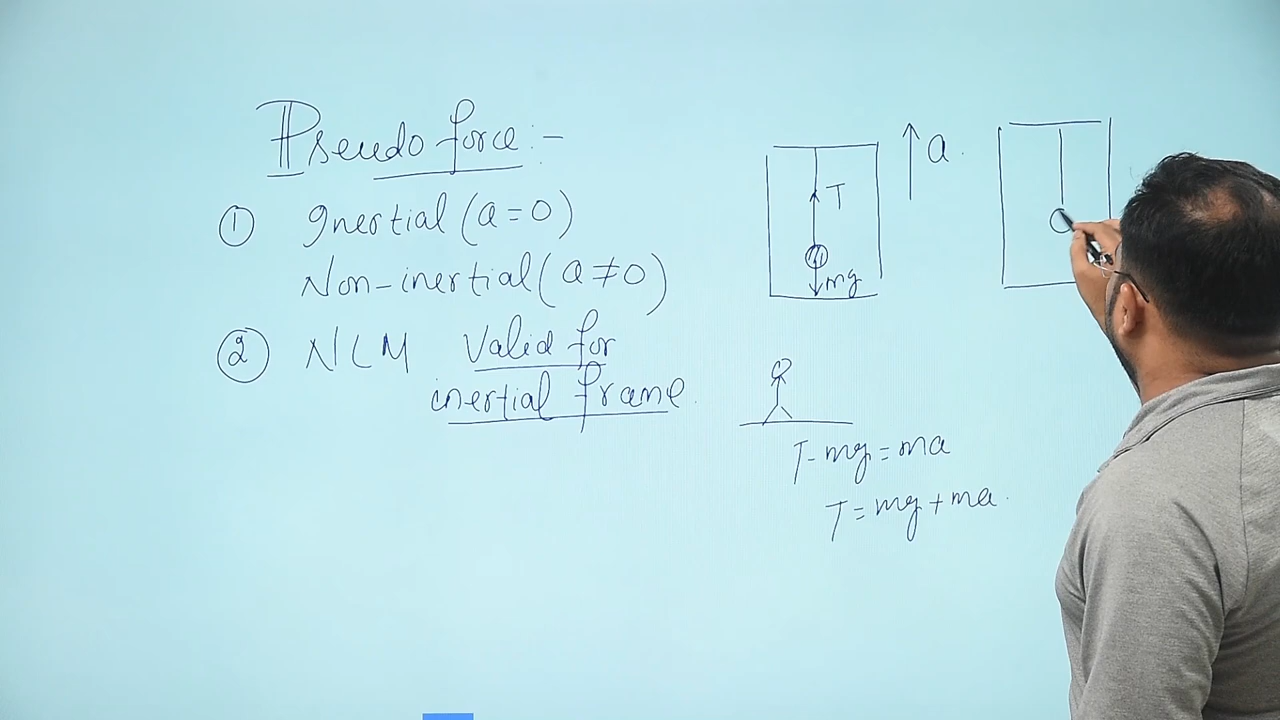 Pseudo force :-
① Inertial (a = 0)
Non-inertial (a ≠ 0)
② NLM Valid for
inertial frame.
T
mg
a.
T - mg = ma
T = mg + ma.